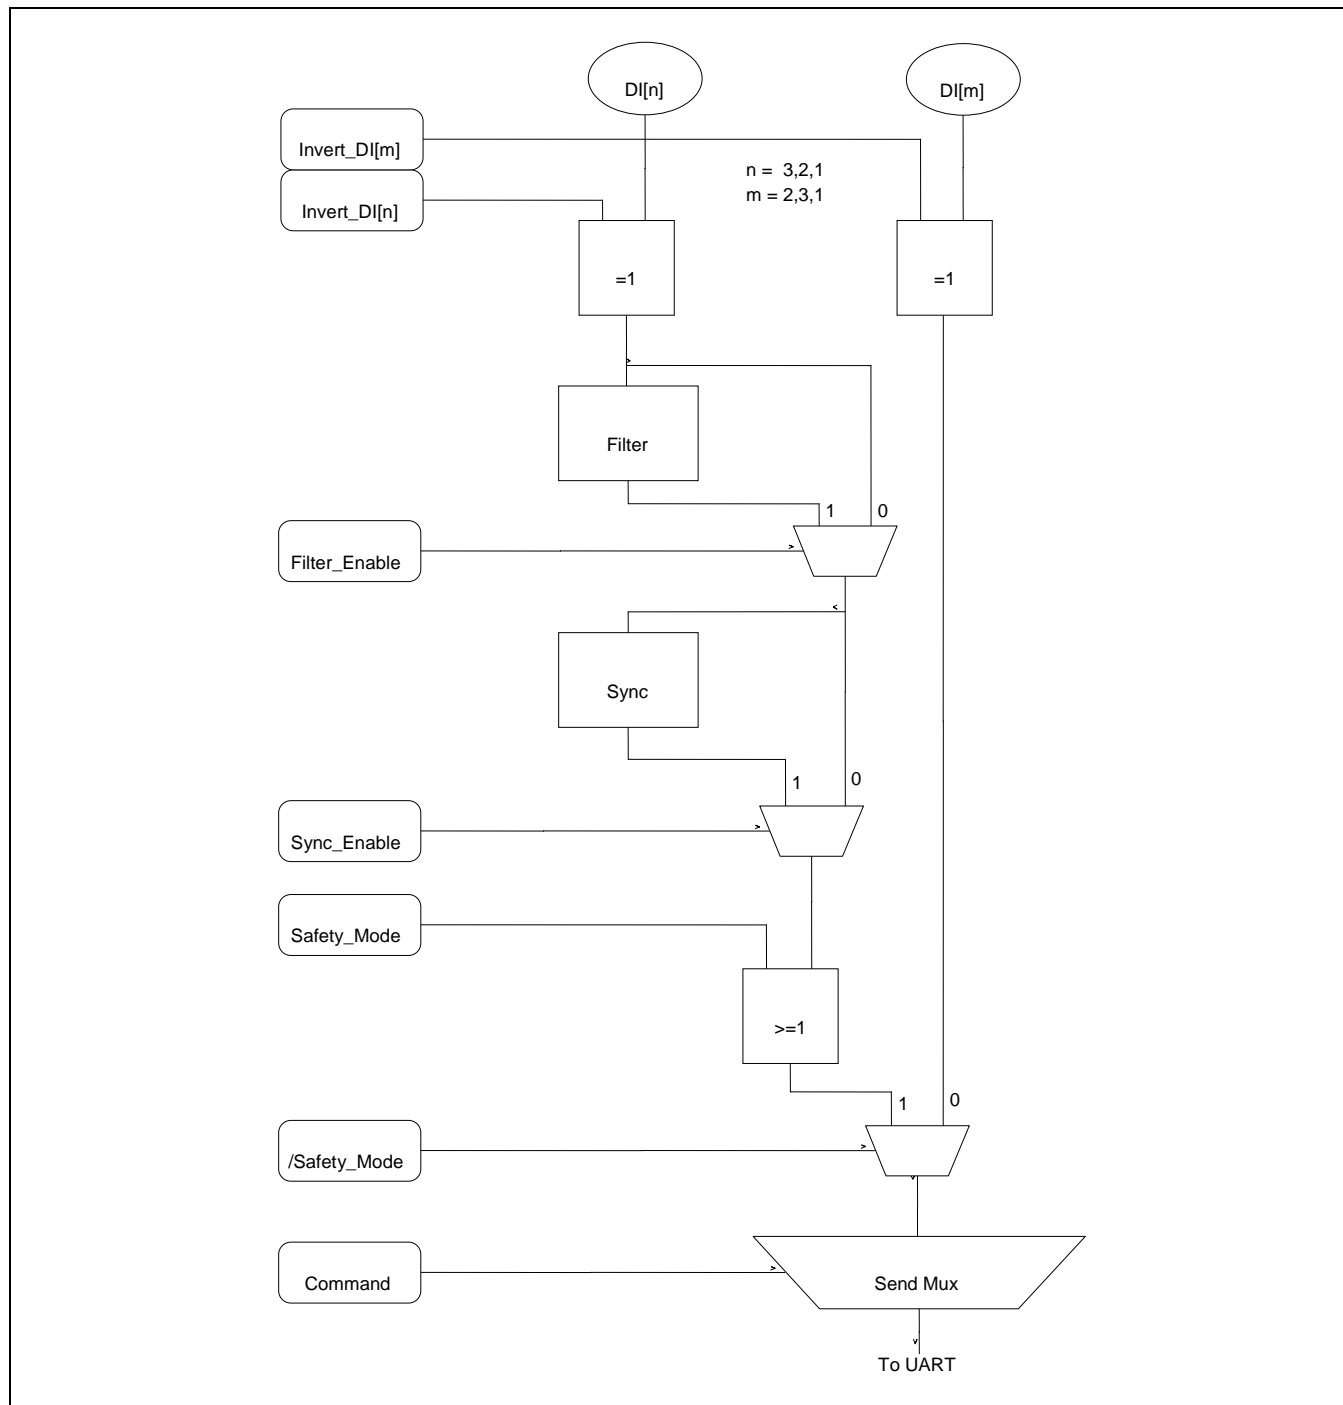 DI[n]
DI[m]
Invert_DI[m]
n = 3,2,1
m = 2,3,1
Invert_DI[n]
=1
=1
Filter
1
0
Filter_Enable
Sync
1
0
Sync_Enable
Safety_Mode
>=1
1
0
/Safety_Mode
Command
Send Mux
To UART